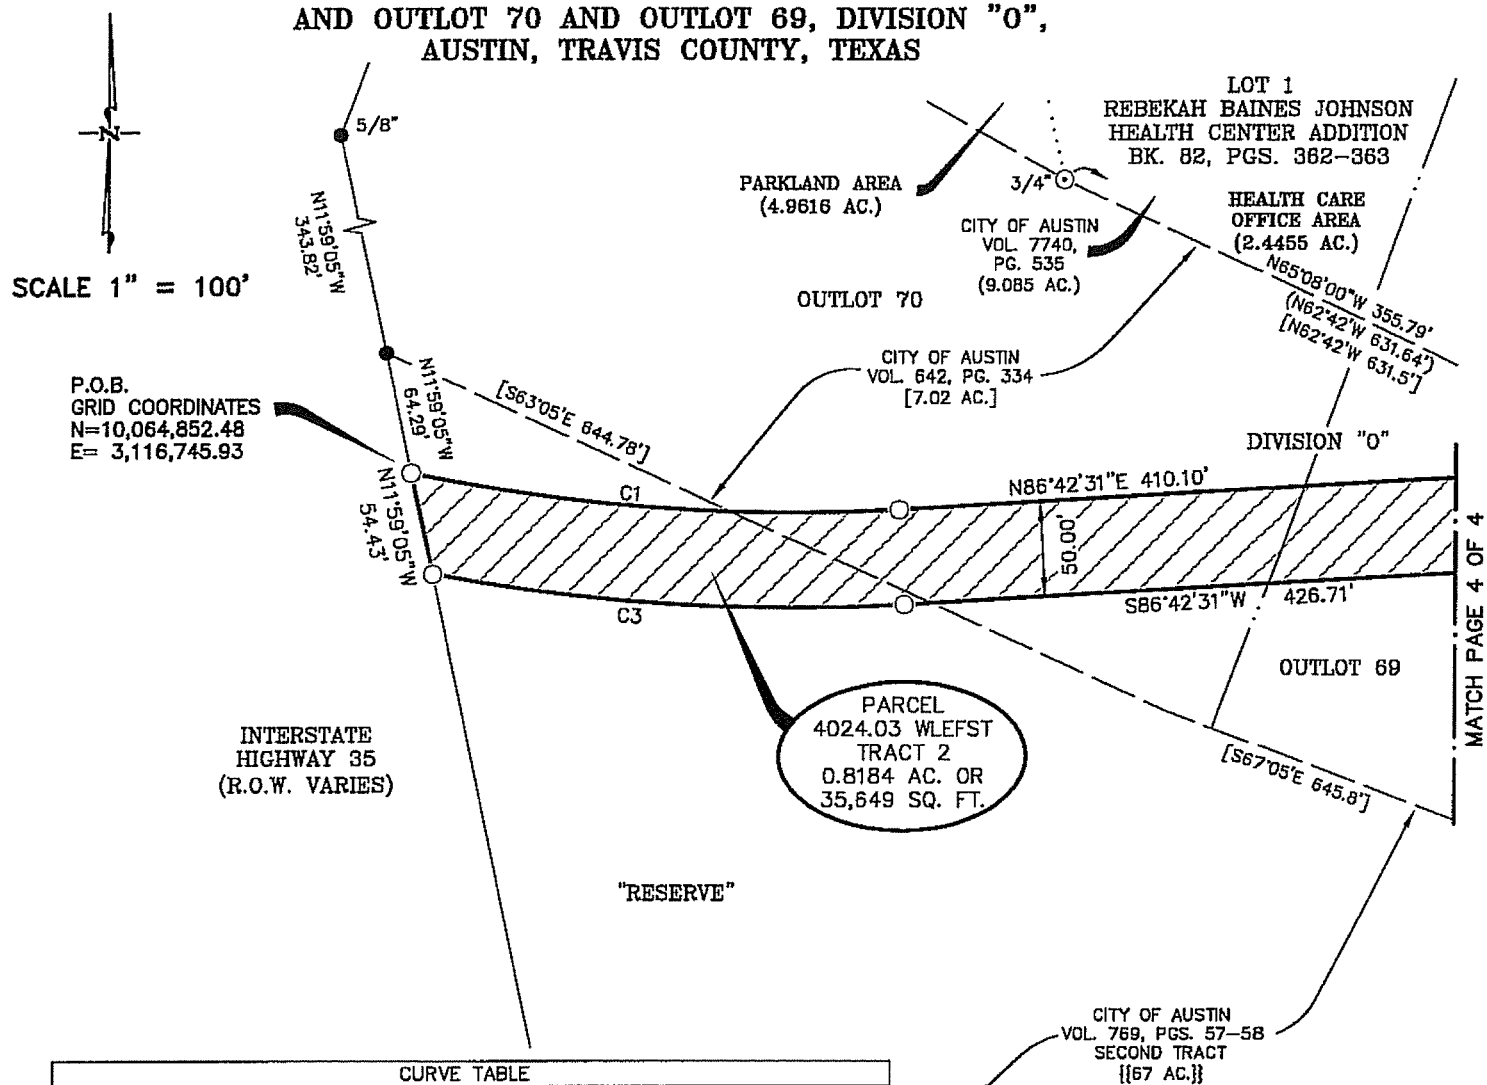 AND OUTLOT 70 AND OUTLOT 69, DIVISION "O",
AUSTIN, TRAVIS COUNTY, TEXAS
N
SCALE 1" = 100'
5/8"
N11°59'05"W
343.82'
LOT 1
REBEKAH BAINES JOHNSON
HEALTH CENTER ADDITION
BK. 82, PGS. 362-363
PARKLAND AREA
(4.9616 AC.)
3/4"
HEALTH CARE
OFFICE AREA
(2.4455 AC.)
CITY OF AUSTIN
VOL. 7740,
PG. 535
(9.085 AC.)
N65°08'00"W 355.79'
(N62°42'W 631.64')
[N62°42'W 631.5']
OUTLOT 70
CITY OF AUSTIN
VOL. 642, PG. 334
[7.02 AC.]
P.O.B.
GRID COORDINATES
N=10,064,852.48
E= 3,116,745.93
N11°59'05"W
64.29'
[S63°05'E 644.78']
DIVISION "O"
N11°59'05"W
54.43'
C1
N86°42'31"E 410.10'
50.00'
C3
S86°42'31"W 426.71'
MATCH PAGE 4 OF 4
OUTLOT 69
PARCEL
4024.03 WLEFST
TRACT 2
0.8184 AC. OR
35,649 SQ. FT.
[S67°05'E 645.8']
INTERSTATE
HIGHWAY 35
(R.O.W. VARIES)
"RESERVE"
CITY OF AUSTIN
VOL. 769, PGS. 57-58
SECOND TRACT
[[67 AC.]]
CURVE TABLE